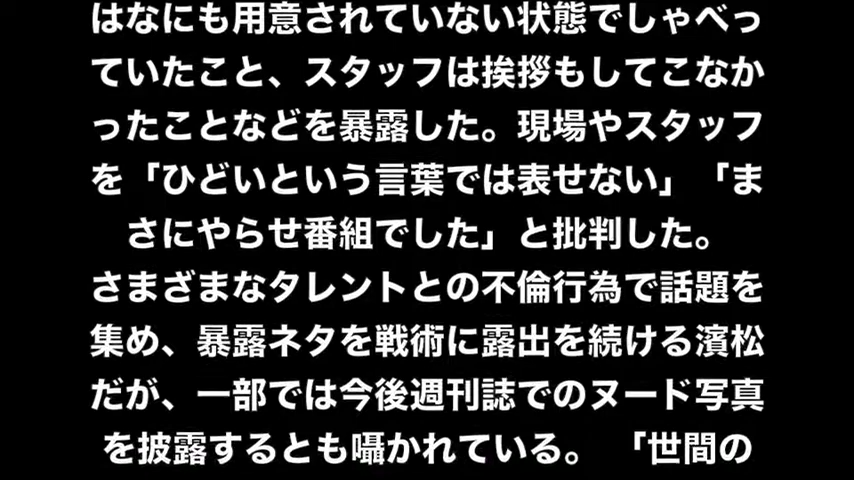 はなにも用意されていない状態でしゃべっ
ていたこと、スタッフは挨拶もしてこなか
ったことなどを暴露した。現場やスタッフ
を「ひどいという言葉では表せない」「ま
さにやらせ番組でした」と批判した。
さまざまなタレントとの不倫行為で話題を
集め、暴露ネタを戦術に露出を続ける濱松
だが、一部では今後週刊誌でのヌード写真
を披露するとも囁かれている。 「世間の